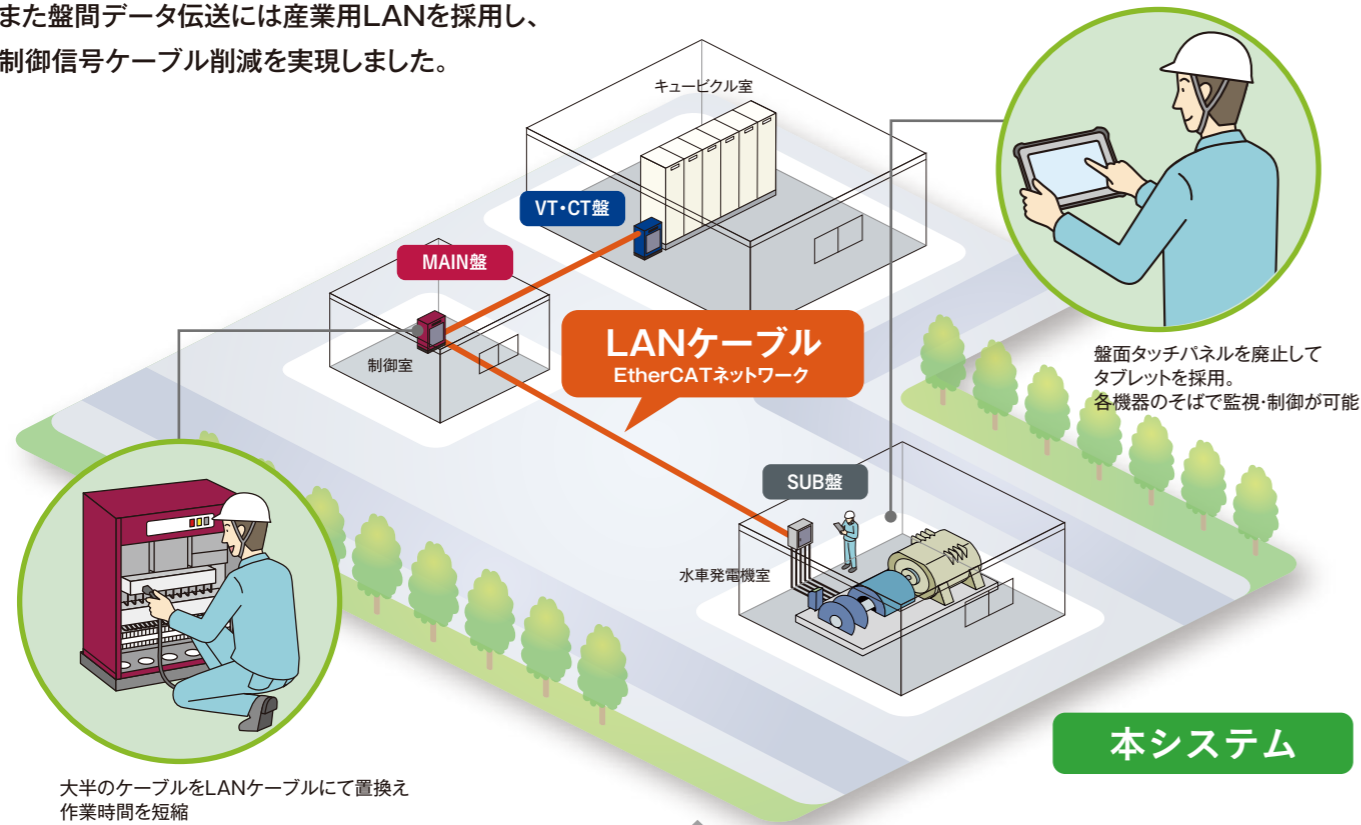 また盤間データ伝送には産業用LANを採用し、
制御信号ケーブル削減を実現しました。
キュービクル室
VT・CT盤
MAIN盤
制御室
LANケーブル
EtherCATネットワーク
盤面タッチパネルを廃止して
タブレットを採用。
各機器のそばで監視・制御が可能
SUB盤
水車発電機室
本システム
大半のケーブルをLANケーブルにて置換え
作業時間を短縮